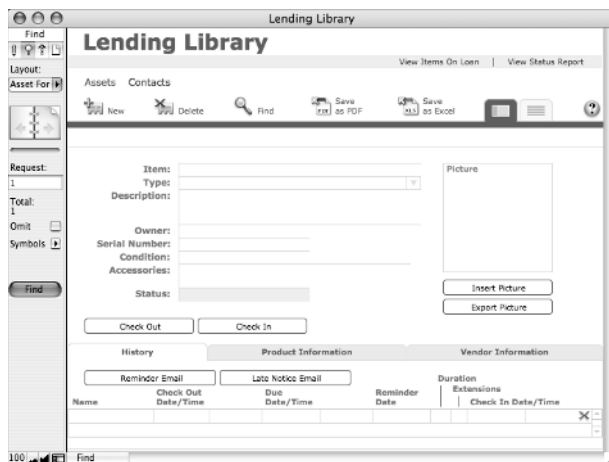 Lending Library
Find
Lending Library
Layout:
View Items On Loan | View Status Report
Asset For
Assets Contacts
New Delete Find Save as PDF Save as Excel
Request:
1
Total:
1
Omit
Symbols
Find
Item:
Type:
Description:
Owner:
Serial Number:
Condition:
Accessories:
Status:
Picture
Insert Picture
Export Picture
Check Out Check In
History Product Information Vendor Information
Reminder Email Late Notice Email
Duration
Extensions
Name Check Out Date/Time Due Date/Time Reminder Date Check In Date/Time
100 Find